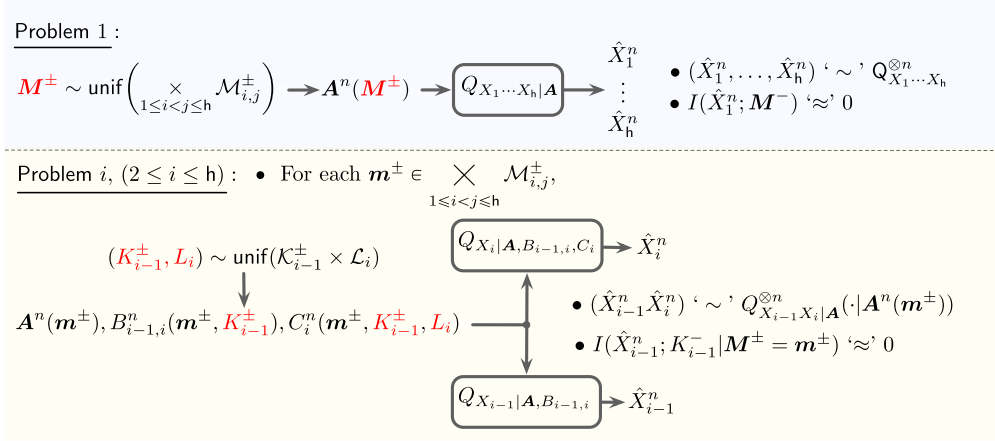 Problem 1 :
M^± ∼ unif( ×_{1≤i<j≤h} M^±_{i,j} ) → A^n(M^±) → Q_{X_1⋯X_h|A} → X̂^n_1 ⋮ X̂^n_h
• (X̂^n_1, …, X̂^n_h) ‘ ∼ ’ Q^{⊗n}_{X_1⋯X_h}
• I(X̂^n_1; M^−) ‘≈’ 0
Problem i, (2 ≤ i ≤ h) : • For each m^± ∈ ×_{1⩽i<j⩽h} M^±_{i,j},
(K^±_{i−1}, L_i) ∼ unif(K^±_{i−1} × L_i)
A^n(m^±), B^n_{i−1,i}(m^±, K^±_{i−1}), C^n_i(m^±, K^±_{i−1}, L_i)
Q_{X_i|A,B_{i−1,i},C_i} → X̂^n_i
• (X̂^n_{i−1} X̂^n_i) ‘ ∼ ’ Q^{⊗n}_{X_{i−1}X_i|A}(·|A^n(m^±))
• I(X̂^n_{i−1}; K^−_{i−1}|M^± = m^±) ‘≈’ 0
Q_{X_{i−1}|A,B_{i−1,i}} → X̂^n_{i−1}